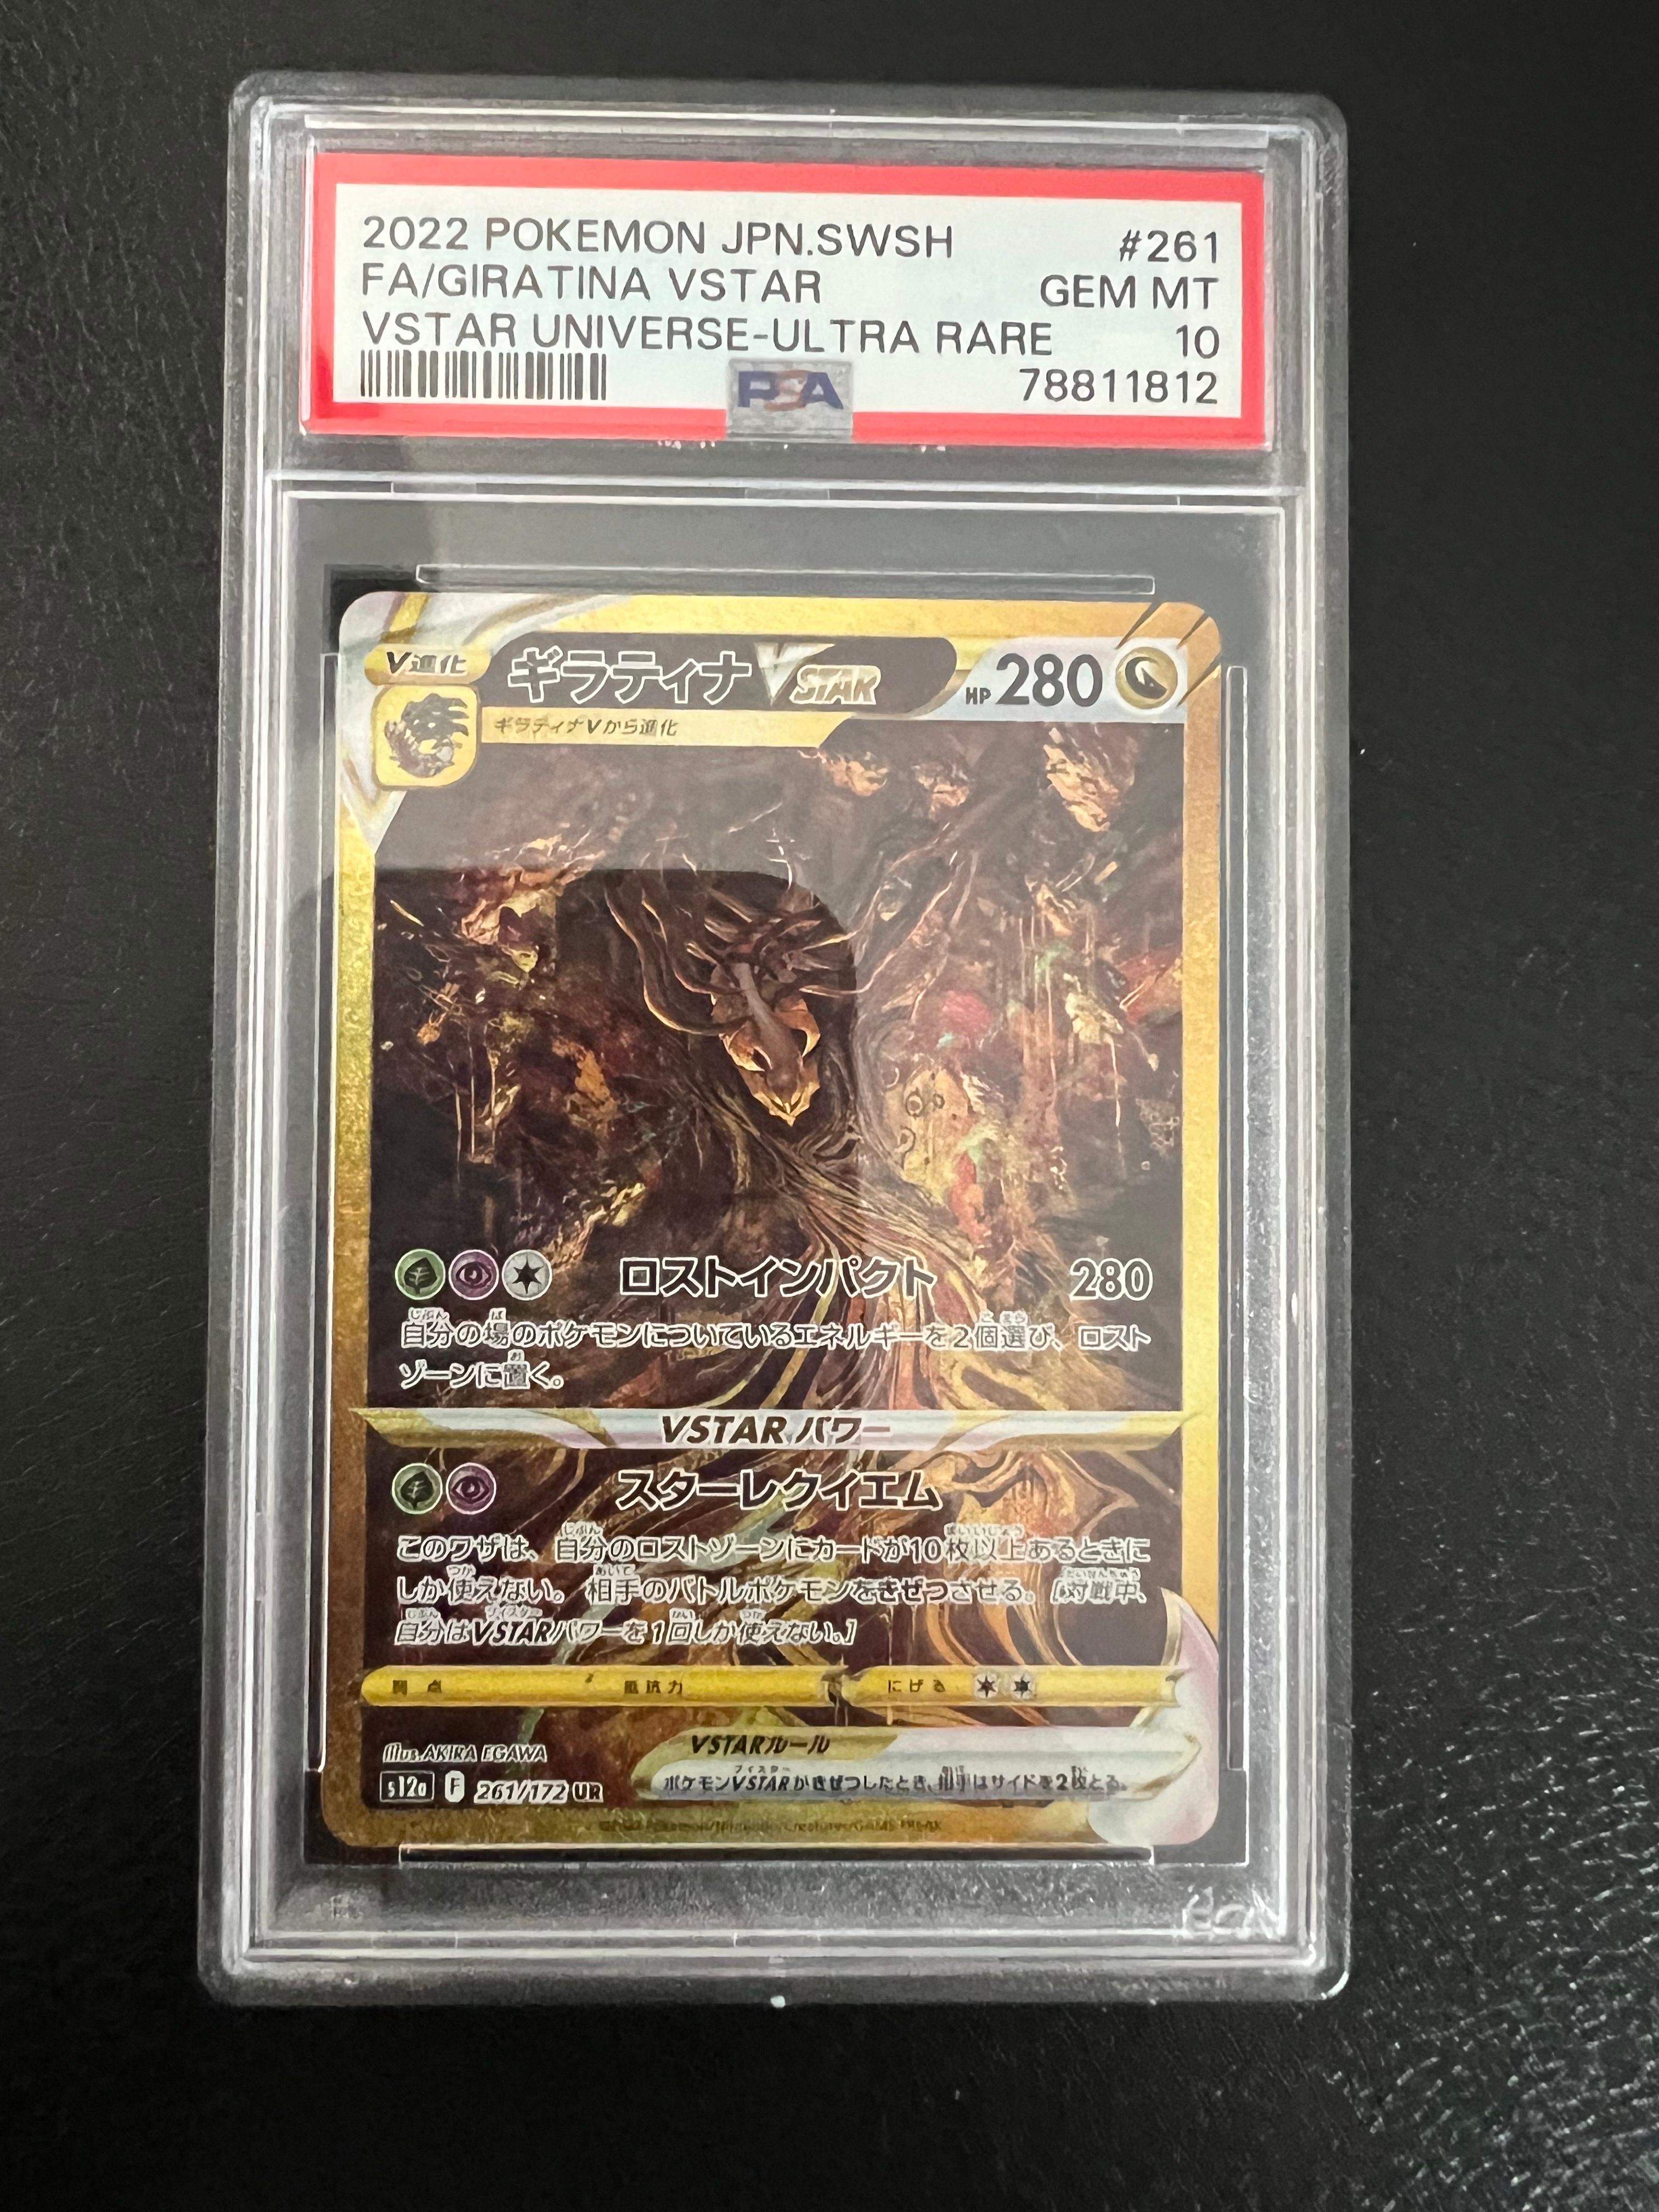 2022 POKEMON JPN.SWSH #261
FA/GIRATINA VSTAR GEM MT
VSTAR UNIVERSE-ULTRA RARE 10
78811812
PSA
V進化 ギラティナ VSTAR HP 280
ギラティナVから進化
ロストインパクト 280
自分の場のポケモンについているエネルギーを2個選び、ロスト
ゾーンに置く。
VSTARパワー
スターレクイエム
このワザは、自分のロストゾーンにカードが10枚以上あるときに
しか使えない。相手のバトルポケモンをきぜつさせる。[対戦中、
自分はVSTARパワーを1回しか使えない。]
弱点 抵抗力 にげる
illus.AKIRA EGAWA
VSTARルール
s12a F 261/172 UR
ポケモンVSTARがきぜつしたとき、相手はサイドを2枚とる。